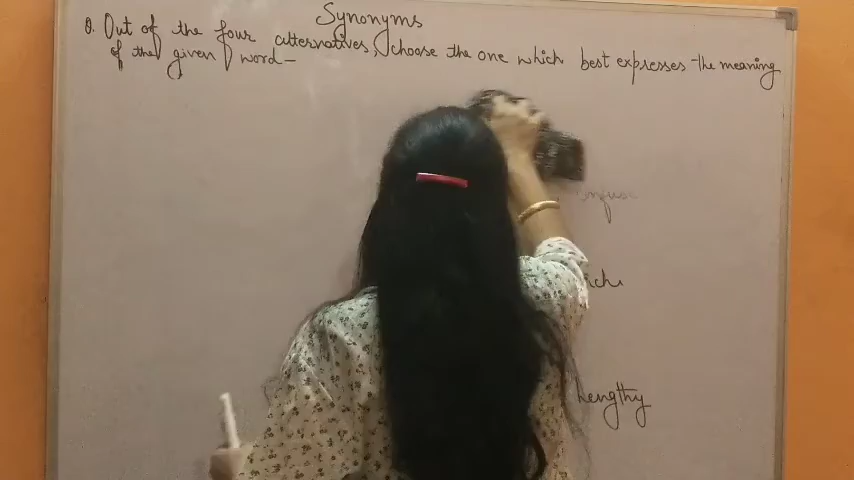 Synonyms
Q. Out of the four alternatives, choose the one which best expresses the meaning
of the given word-
Lengthy